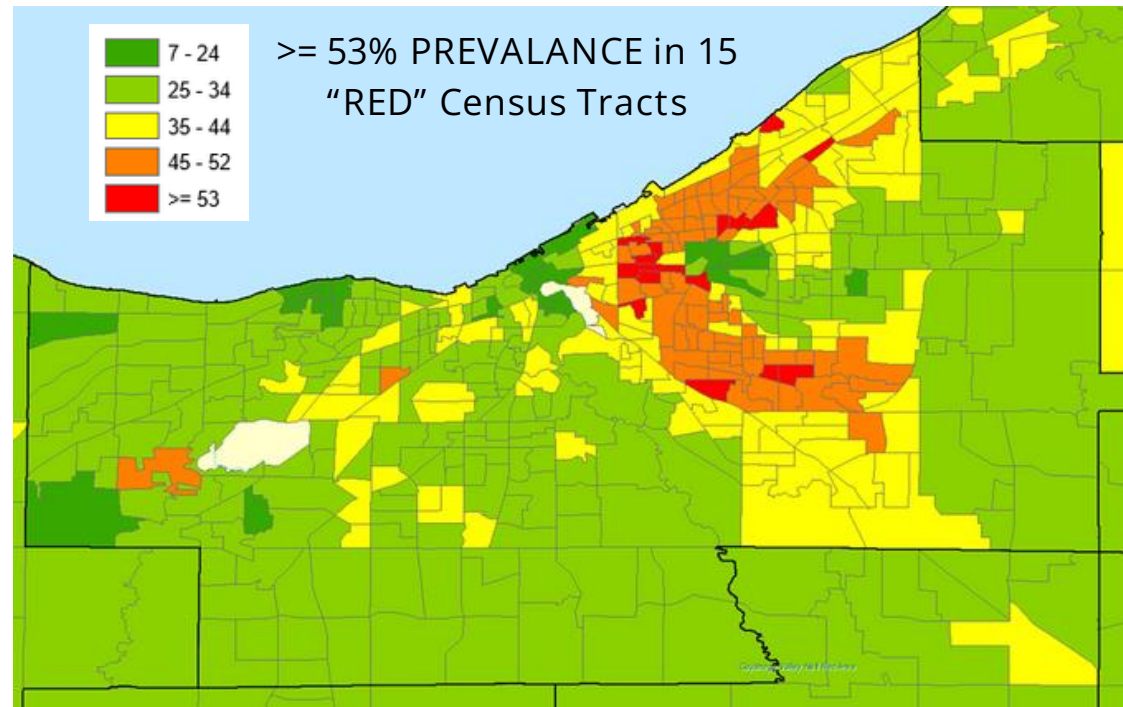 7 - 24
25 - 34
35 - 44
45 - 52
>= 53
>= 53% PREVALANCE in 15
“RED” Census Tracts